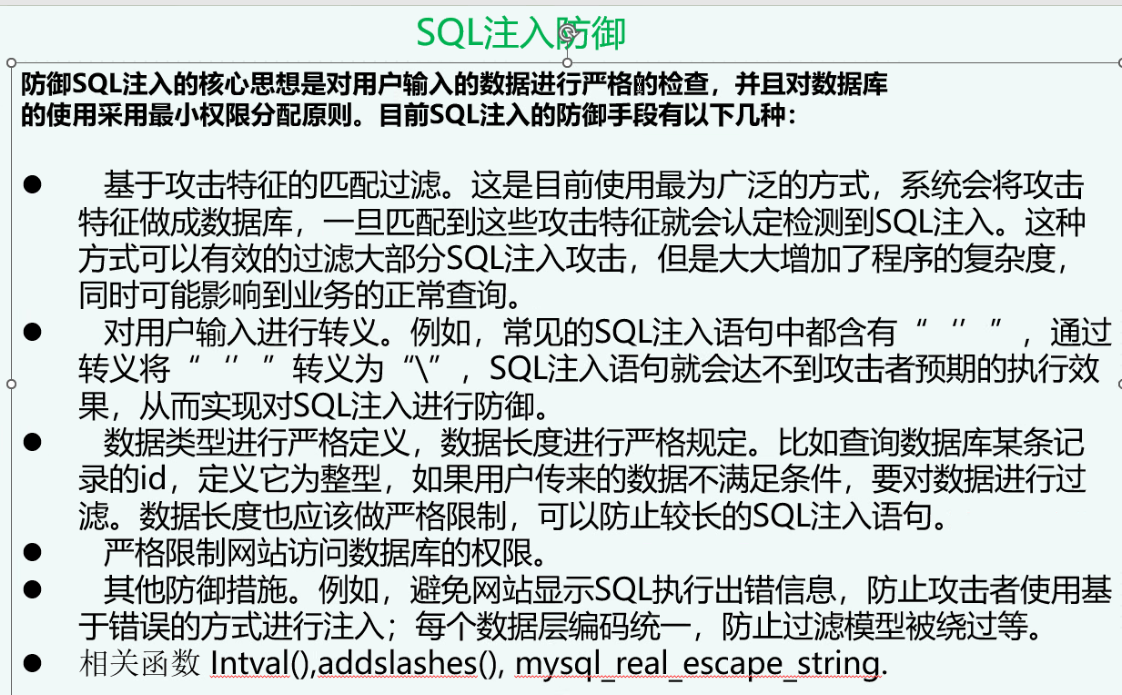 SQL注入防御
防御SQL注入的核心思想是对用户输入的数据进行严格的检查，并且对数据库
的使用采用最小权限分配原则。目前SQL注入的防御手段有以下几种：
● 基于攻击特征的匹配过滤。这是目前使用最为广泛的方式，系统会将攻击
特征做成数据库，一旦匹配到这些攻击特征就会认定检测到SQL注入。这种
方式可以有效的过滤大部分SQL注入攻击，但是大大增加了程序的复杂度，
同时可能影响到业务的正常查询。
● 对用户输入进行转义。例如，常见的SQL注入语句中都含有“ ‘’ ”，通过
转义将“ ‘’ ”转义为“\”，SQL注入语句就会达不到攻击者预期的执行效
果，从而实现对SQL注入进行防御。
● 数据类型进行严格定义，数据长度进行严格规定。比如查询数据库某条记
录的id，定义它为整型，如果用户传来的数据不满足条件，要对数据进行过
滤。数据长度也应该做严格限制，可以防止较长的SQL注入语句。
● 严格限制网站访问数据库的权限。
● 其他防御措施。例如，避免网站显示SQL执行出错信息，防止攻击者使用基
于错误的方式进行注入；每个数据层编码统一，防止过滤模型被绕过等。
● 相关函数 Intval(),addslashes(), mysql_real_escape_string.